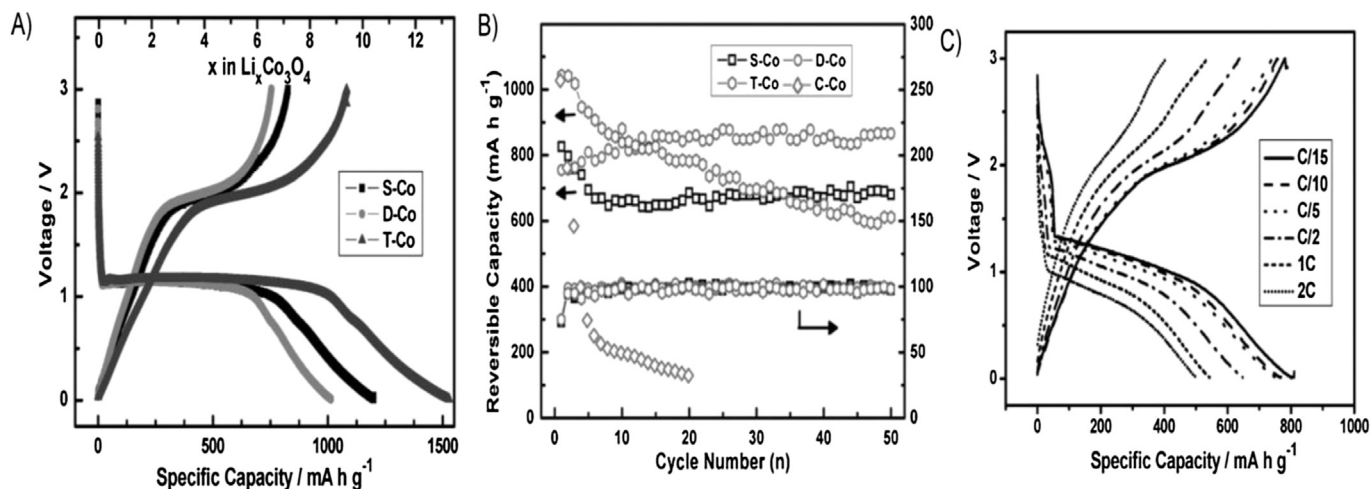 A)
0 2 4 6 8 10 12
x in LiₓCo₃O₄
3
2
1
0
Voltage / V
S-Co
D-Co
T-Co
0 500 1000 1500
Specific Capacity / mA h g⁻¹
B)
1000
800
600
400
200
0
Reversible Capacity (mA h g⁻¹)
S-Co D-Co
T-Co C-Co
300
250
200
150
100
50
0
0 10 20 30 40 50
Cycle Number (n)
C)
3
2
1
0
Voltage / V
C/15
C/10
C/5
C/2
1C
2C
0 200 400 600 800 1000
Specific Capacity / mA h g⁻¹